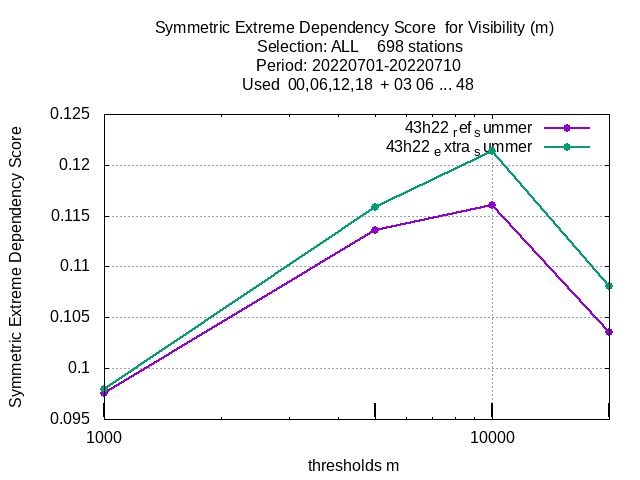 Symmetric Extreme Dependency Score  for Visibility (m)
Selection: ALL    698 stations
Period: 20220701-20220710
Used  00,06,12,18  + 03 06 ... 48
0.125
0.12
0.115
0.11
0.105
0.1
0.095
Symmetric Extreme Dependency Score
43h22 ref summer
43h22 extra summer
1000
10000
thresholds m